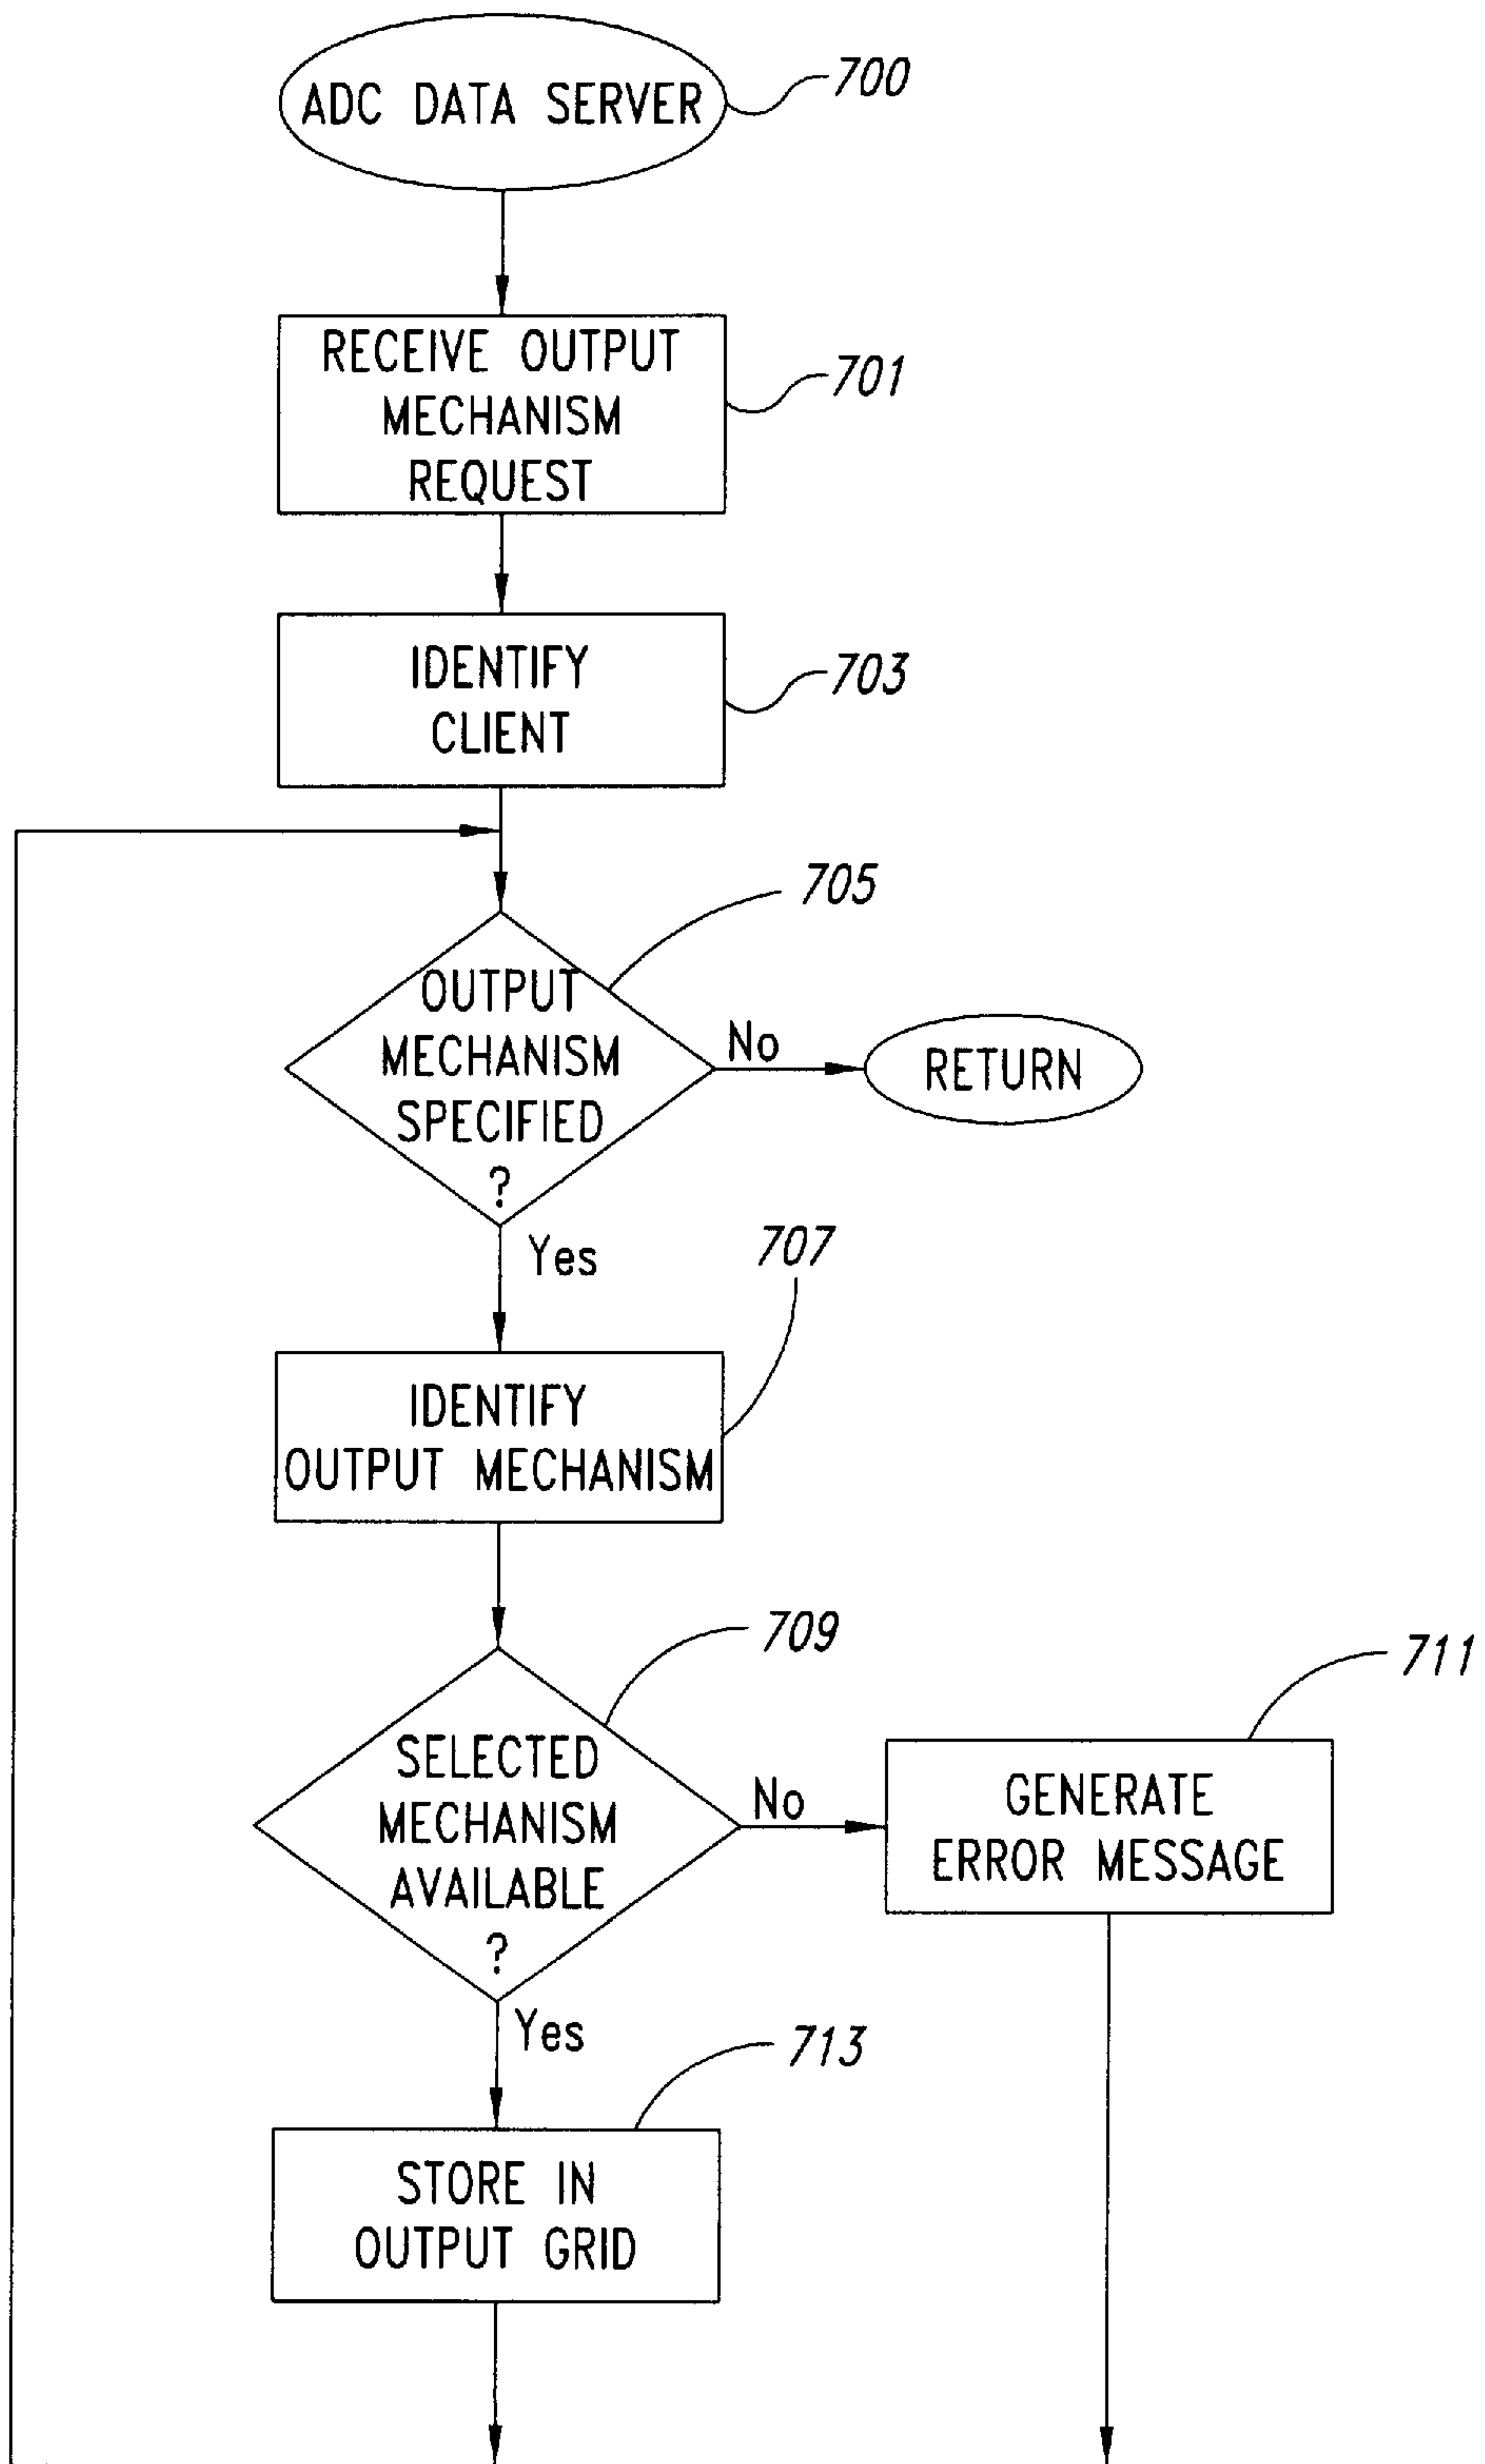 ADC DATA SERVER
700
RECEIVE OUTPUT
MECHANISM
REQUEST
701
IDENTIFY
CLIENT
703
705
OUTPUT
MECHANISM
SPECIFIED
?
No
RETURN
Yes
707
IDENTIFY
OUTPUT MECHANISM
709
711
SELECTED
MECHANISM
AVAILABLE
?
No
GENERATE
ERROR MESSAGE
Yes
713
STORE IN
OUTPUT GRID